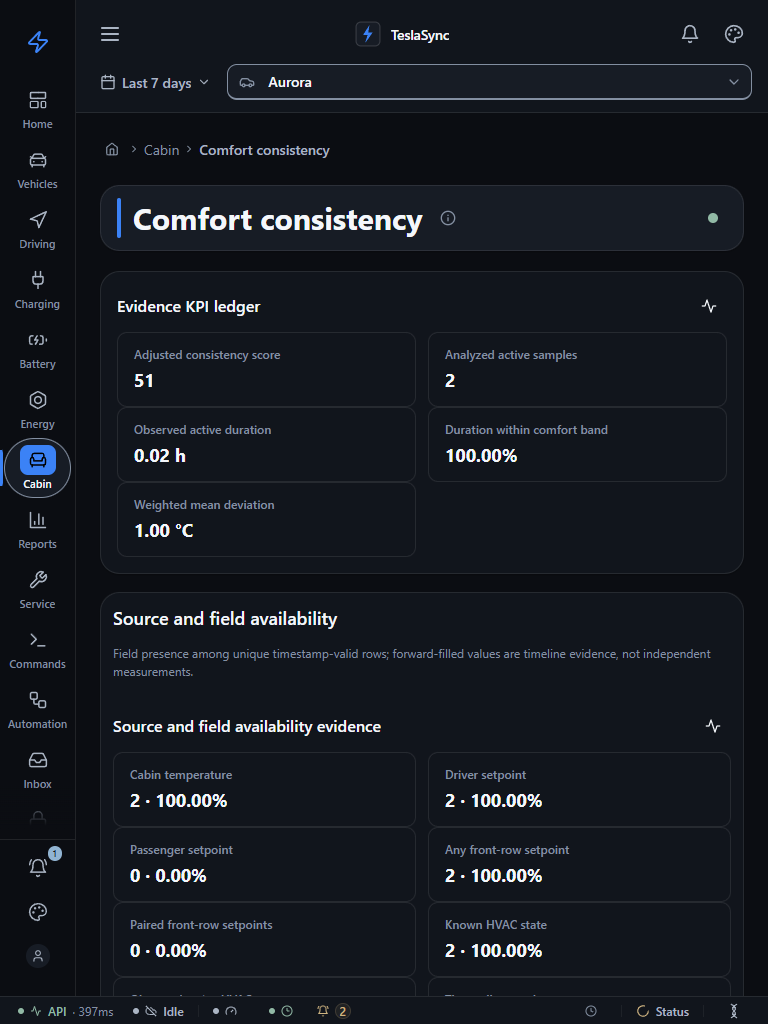 TeslaSync
Last 7 days
Aurora
Home
Vehicles
Driving
Charging
Battery
Energy
Cabin
Reports
Service
Commands
Automation
Inbox
1
Cabin
Comfort consistency
Comfort consistency
Evidence KPI ledger
Adjusted consistency score
51
Analyzed active samples
2
Observed active duration
0.02 h
Duration within comfort band
100.00%
Weighted mean deviation
1.00 °C
Source and field availability
Field presence among unique timestamp-valid rows; forward-filled values are timeline evidence, not independent
measurements.
Source and field availability evidence
Cabin temperature
2 · 100.00%
Driver setpoint
2 · 100.00%
Passenger setpoint
0 · 0.00%
Any front-row setpoint
2 · 100.00%
Paired front-row setpoints
0 · 0.00%
Known HVAC state
2 · 100.00%
API · 397ms
Idle
2
Status